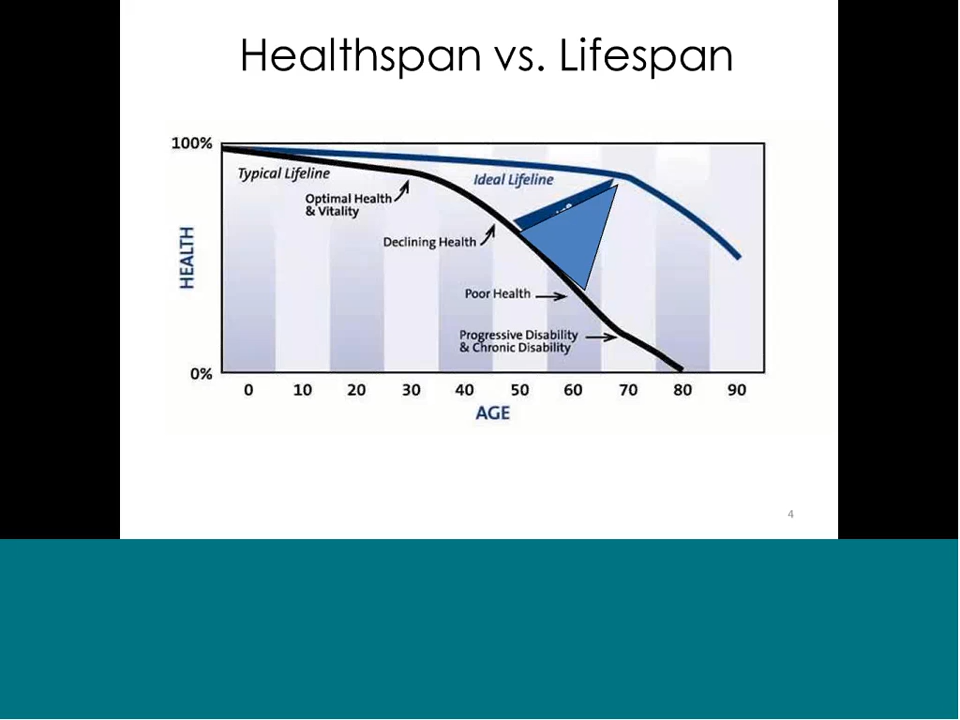 Healthspan vs. Lifespan
100%
Typical Lifeline
Ideal Lifeline
Optimal Health
& Vitality
Declining Health
HEALTH
Poor Health
Progressive Disability
& Chronic Disability
0%
0 10 20 30 40 50 60 70 80 90
AGE
4